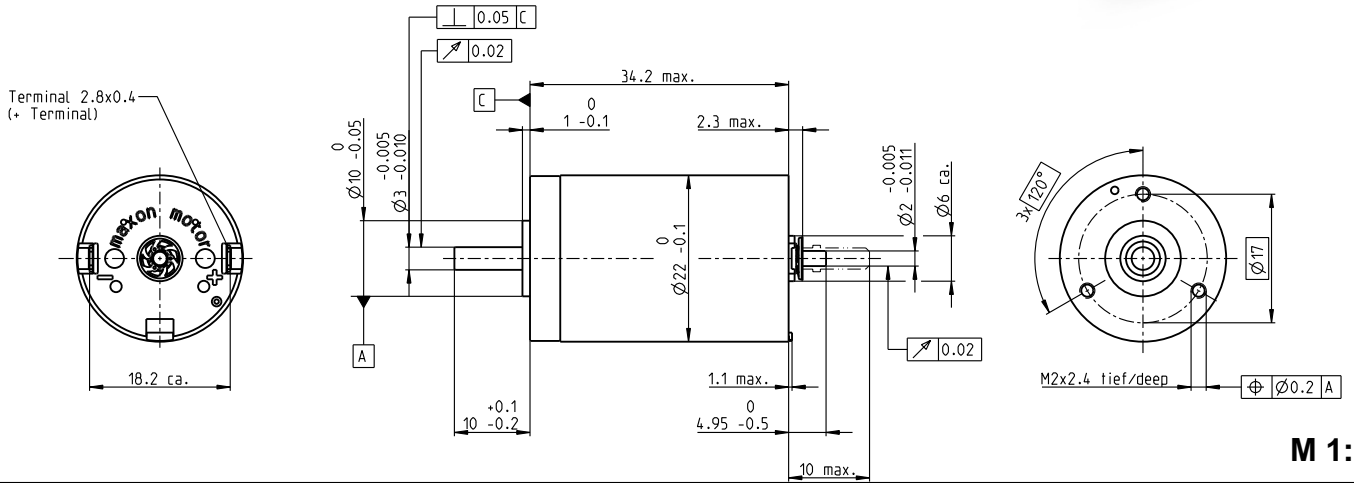 ⊥ 0.05 C
↗ 0.02
Terminal 2.8x0.4
(+ Terminal)
maxon motor
− +
18.2 ca.
34.2 max.
C
0
1 -0.1
2.3 max.
0
Ø10 -0.05
-0.005
Ø3 -0.010
0
Ø22 -0.1
-0.005
Ø2 -0.011
Ø6 ca.
A
↗ 0.02
1.1 max.
+0.1
10 -0.2
0
4.95 -0.5
10 max.
3x 120°
Ø17
M2x2.4 tief/deep
⌖ Ø0.2 A
M 1: